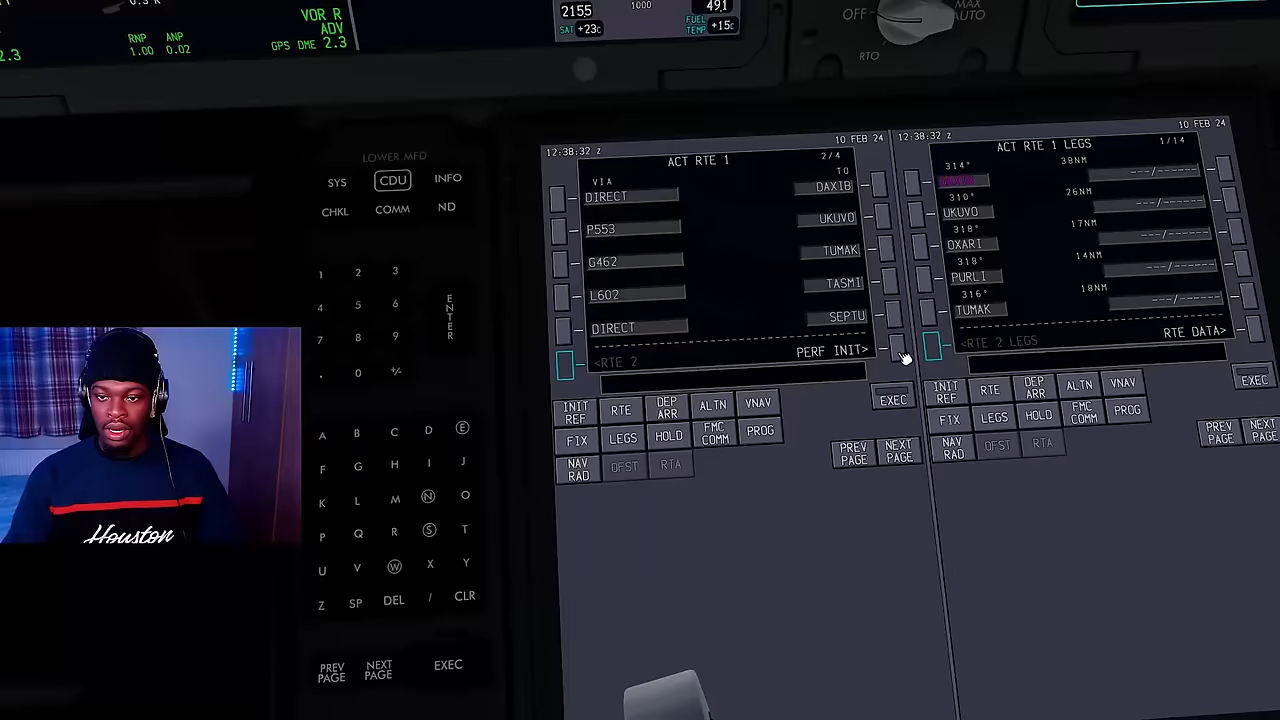 VOR R
ADV
GPS DME 2.3
2.3
RNP
1.00
ANP
0.02
2155
SAT +23c
1000
491
FUEL
TEMP +15c
OFF
MAX
AUTO
RTO
LOWER MFD
SYS CDU INFO
CHKL COMM ND
1 2 3
4 5 6
7 8 9
. 0 +/-
ENTER
A B C D E
F G H I J
K L M N O
P Q R S T
U V W X Y
Z SP DEL / CLR
PREV
PAGE
NEXT
PAGE
EXEC
12:38:32 z 10 FEB 24
ACT RTE 1 2/4
VIA TO
DIRECT DAXIB
P553 UKUVO
G462 TUMAK
L602 TASMI
DIRECT SEPTU
<RTE 2 PERF INIT>
INIT
REF
RTE
DEP
ARR
ALTN
VNAV
EXEC
FIX
LEGS
HOLD
FMC
COMM
PROG
PREV
PAGE
NEXT
PAGE
NAV
RAD
OFST
RTA
12:38:32 z 10 FEB 24
ACT RTE 1 LEGS 1/14
314° 38NM
---/------
310° 26NM
UKUVO ---/------
318° 17NM
OXARI ---/------
318° 14NM
PURLI ---/------
316° 18NM
TUMAK ---/------
<RTE 2 LEGS RTE DATA>
INIT
REF
RTE
DEP
ARR
ALTN
VNAV
EXEC
FIX
LEGS
HOLD
FMC
COMM
PROG
PREV
PAGE
NEXT
PAGE
NAV
RAD
OFST
RTA
Houston